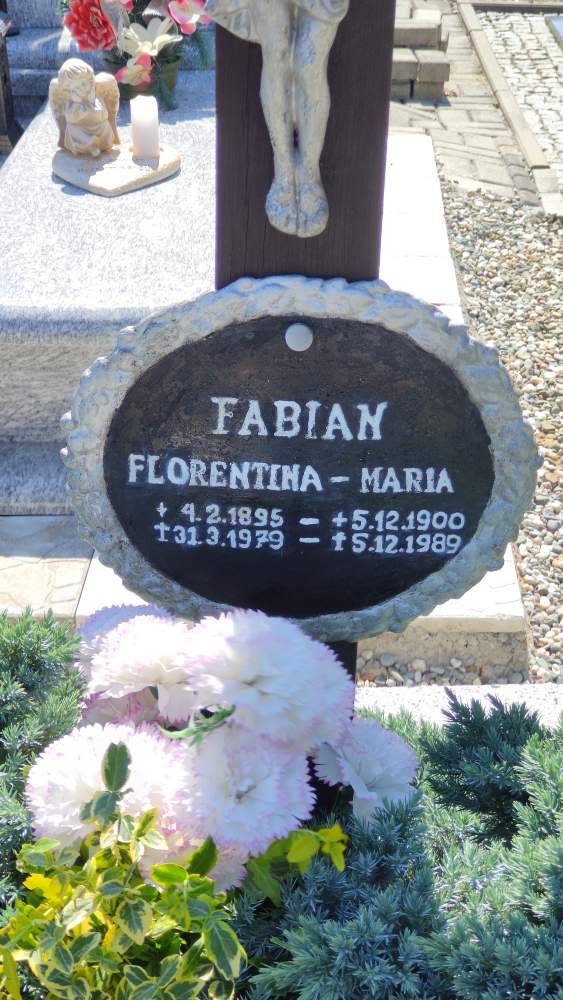 FABIAN
FLORENTINA - MARIA
+ 4.2.1895 - +5.12.1900
†31.3.1979 - †5.12.1989